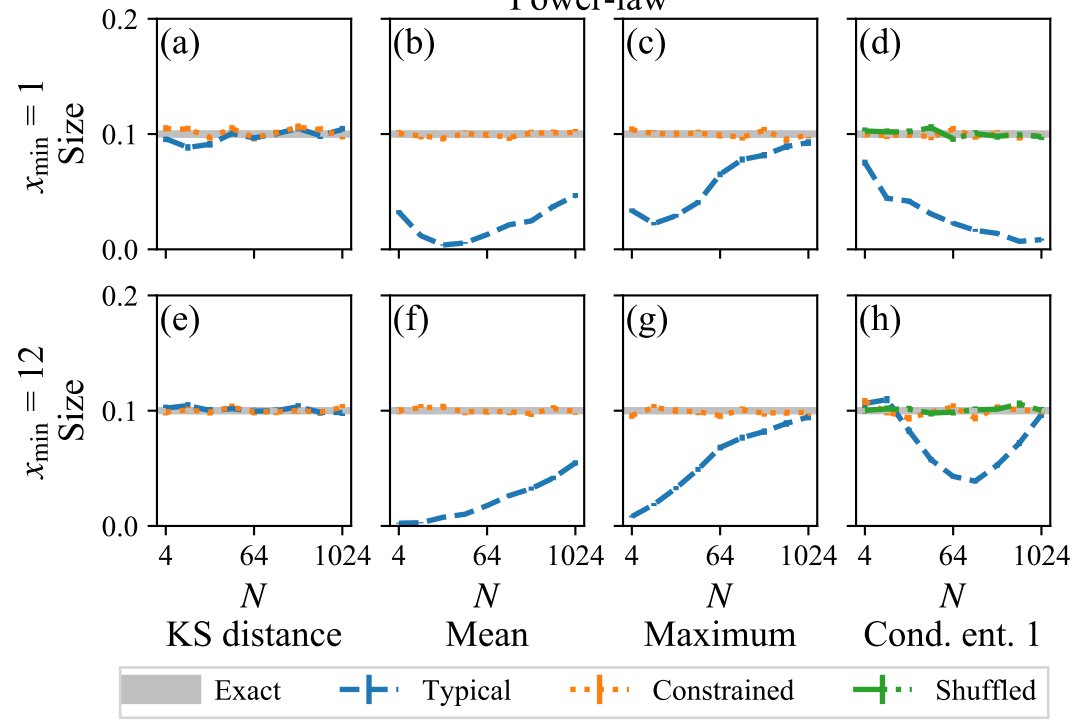 Power-law
0.2
(a)
(b)
(c)
(d)
x_min = 1
Size
0.1
0.0
0.2
(e)
(f)
(g)
(h)
x_min = 12
Size
0.1
0.0
4 64 1024 4 64 1024 4 64 1024 4 64 1024
N N N N
KS distance Mean Maximum Cond. ent. 1
Exact Typical Constrained Shuffled